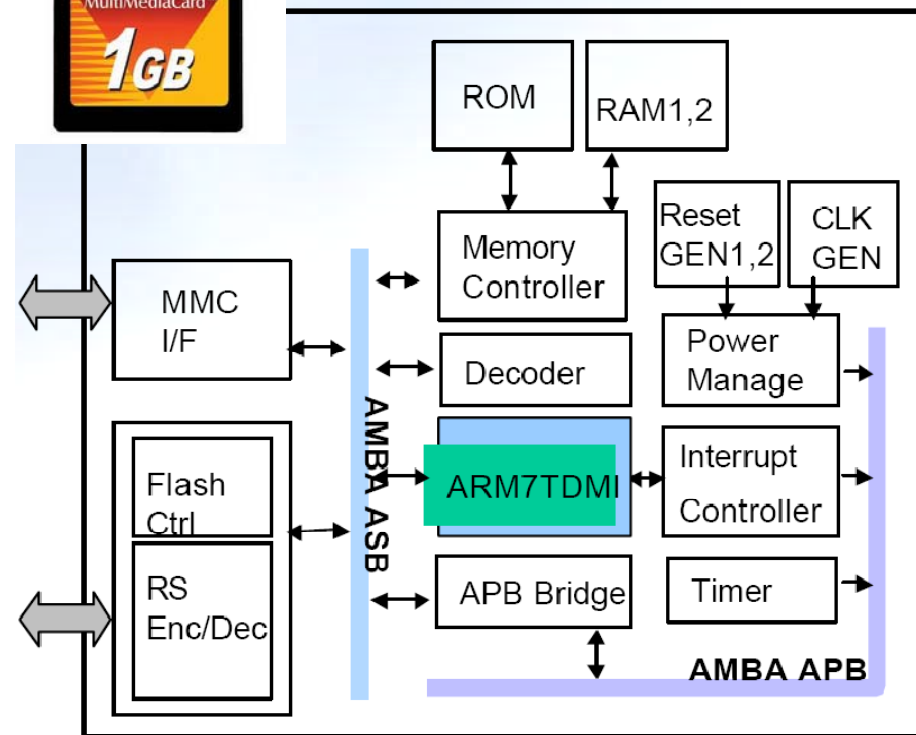 MultiMediaCard
1GB
ROM
RAM1,2
Reset
GEN1,2
CLK
GEN
Memory
Controller
MMC
I/F
Power
Manage
Decoder
AMBA ASB
ARM7TDMI
Interrupt
Controller
Flash
Ctrl
RS
Enc/Dec
APB Bridge
Timer
AMBA APB